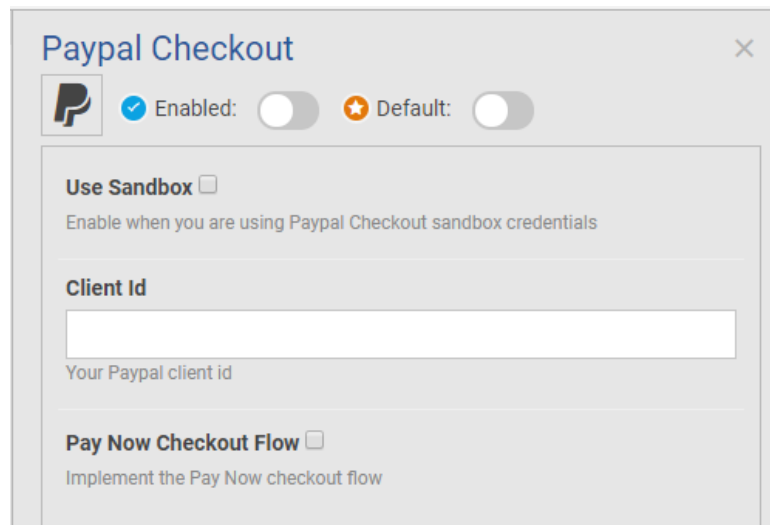 Paypal Checkout
Enabled: Default:
Use Sandbox
Enable when you are using Paypal Checkout sandbox credentials
Client Id
Your Paypal client id
Pay Now Checkout Flow
Implement the Pay Now checkout flow